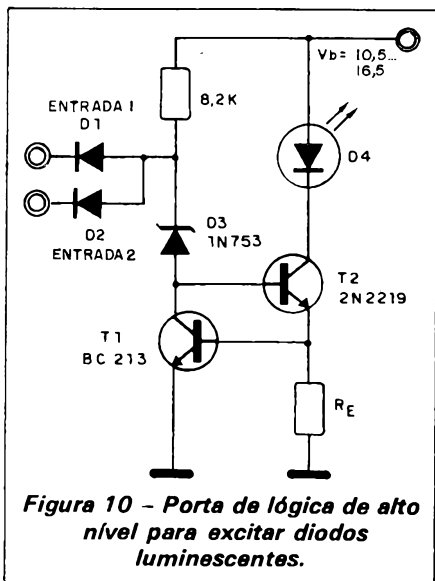 Vb = 10,5...
16,5
8,2K
ENTRADA 1
D1
D4
D2
ENTRADA 2
D3
1N753
T2
2N2219
T1
BC 213
RE
Figura 10 – Porta de lógica de alto
nível para excitar diodos
luminescentes.